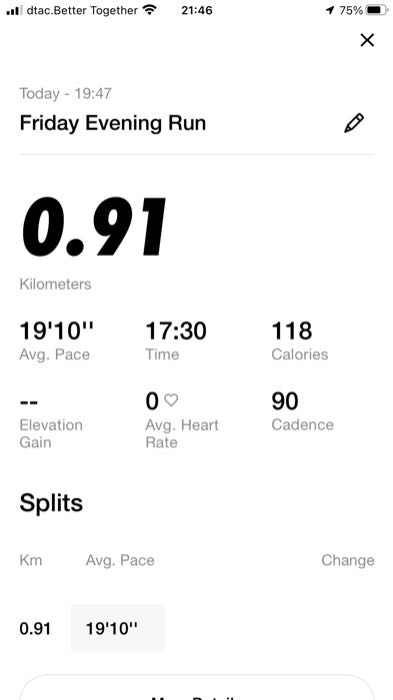 dtac.Better Together 21:46 75%
Today - 19:47
Friday Evening Run
0.91
Kilometers
19'10'' 17:30 118
Avg. Pace Time Calories
-- 0 90
Elevation Gain Avg. Heart Rate Cadence
Splits
Km Avg. Pace Change
0.91 19'10''